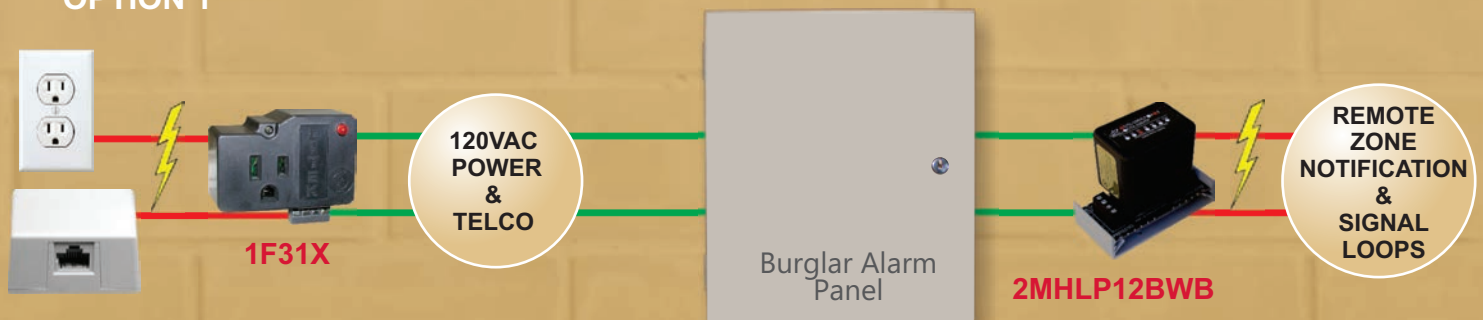 OPTION 1
1F31X
120VAC
POWER
&
TELCO
Burglar Alarm
Panel
2MHLP12BWB
REMOTE
ZONE
NOTIFICATION
&
SIGNAL
LOOPS